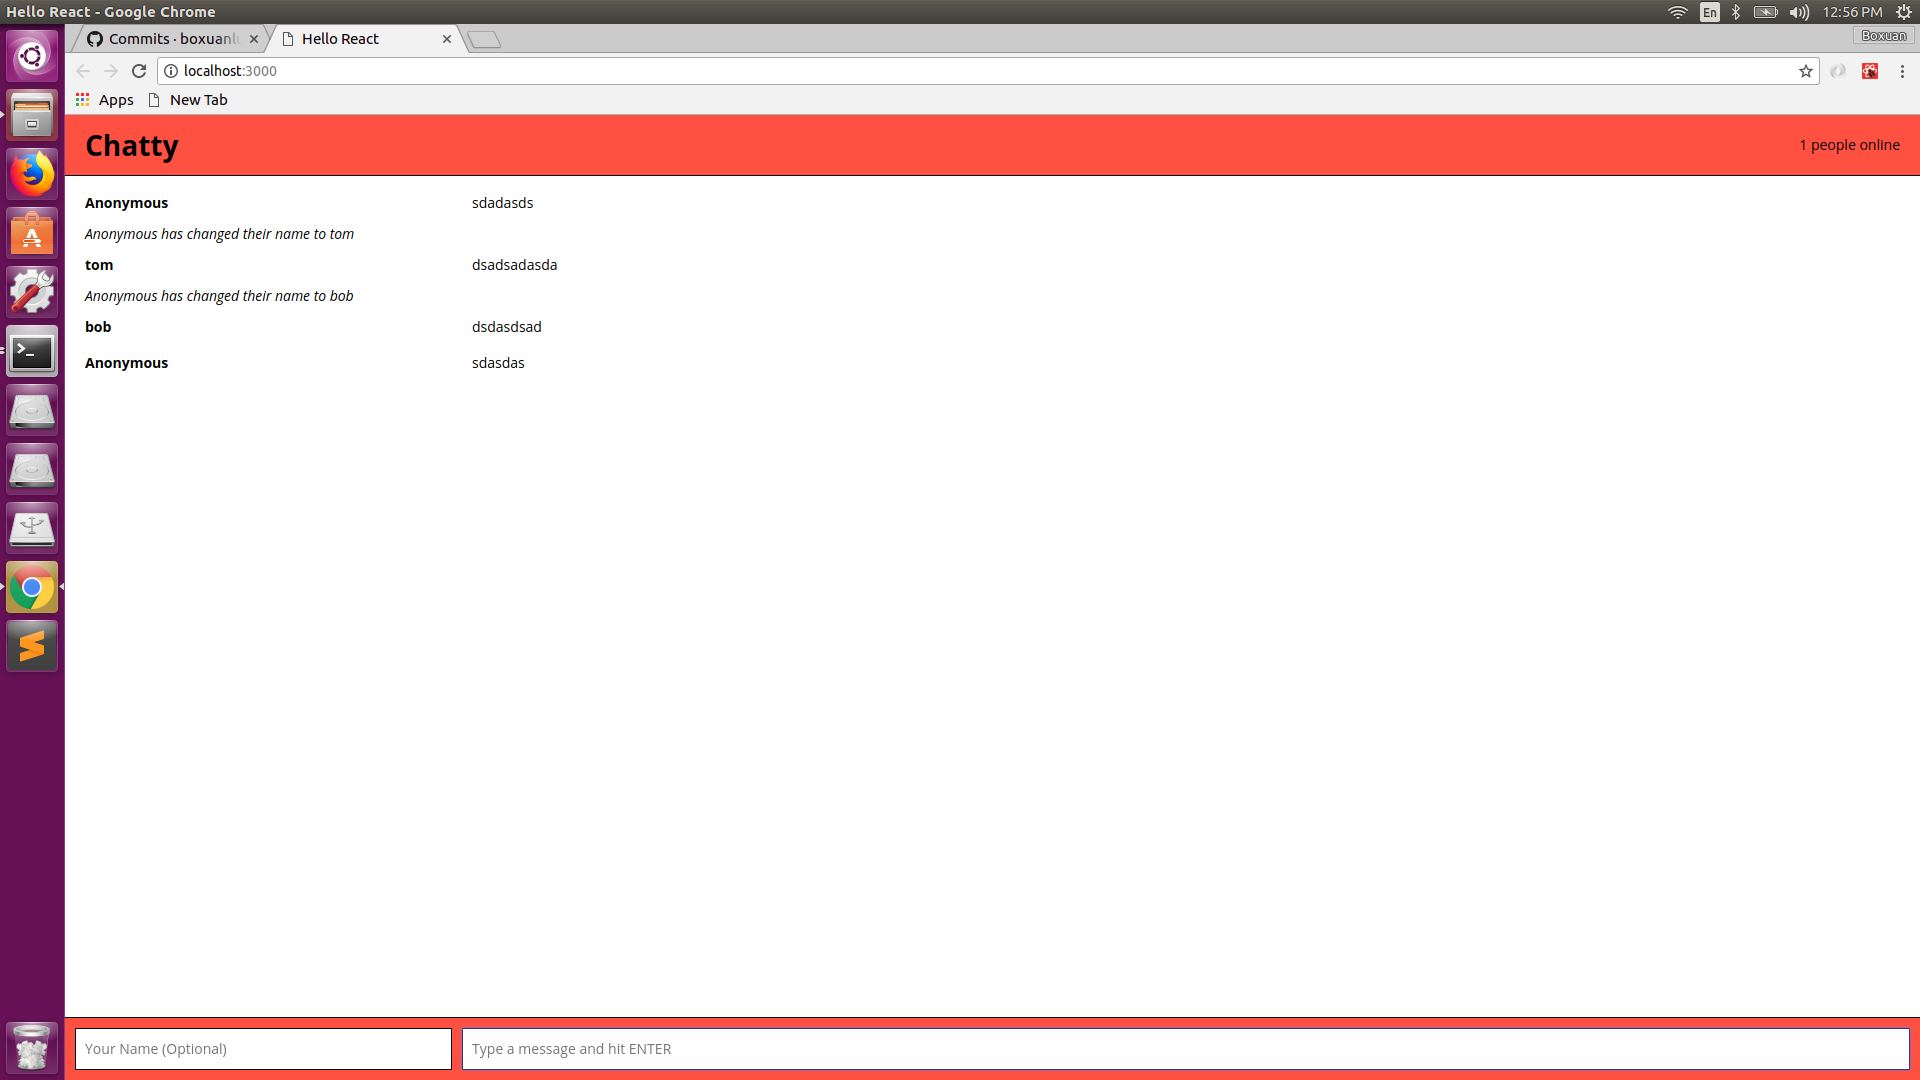 Hello React - Google Chrome
En
12:56 PM
Commits · boxuanl
Hello React
Boxuan
localhost:3000
Apps
New Tab
Chatty
1 people online
Anonymous sdadasds
Anonymous has changed their name to tom
tom dsadsadasda
Anonymous has changed their name to bob
bob dsdasdsad
Anonymous sdasdas
Your Name (Optional)
Type a message and hit ENTER